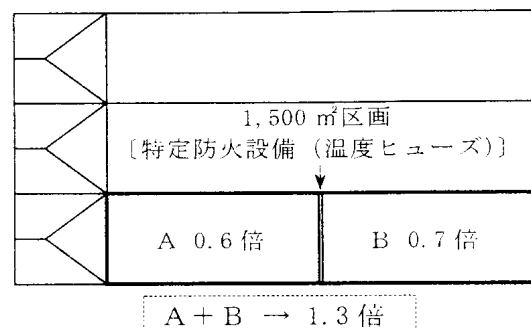 1,500 ㎡区画
〔特定防火設備 (温度ヒューズ)〕
A 0.6 倍
B 0.7 倍
A + B → 1.3 倍